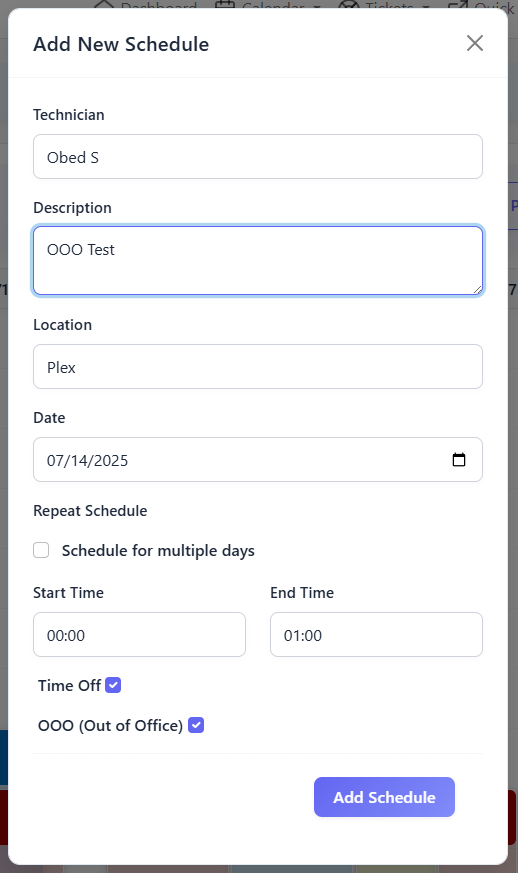 Dashboard Calendar Tickets Quick
Add New Schedule
Technician
Obed S
Description
OOO Test
Location
Plex
Date
07/14/2025
Repeat Schedule
Schedule for multiple days
Start Time End Time
00:00 01:00
Time Off
OOO (Out of Office)
Add Schedule